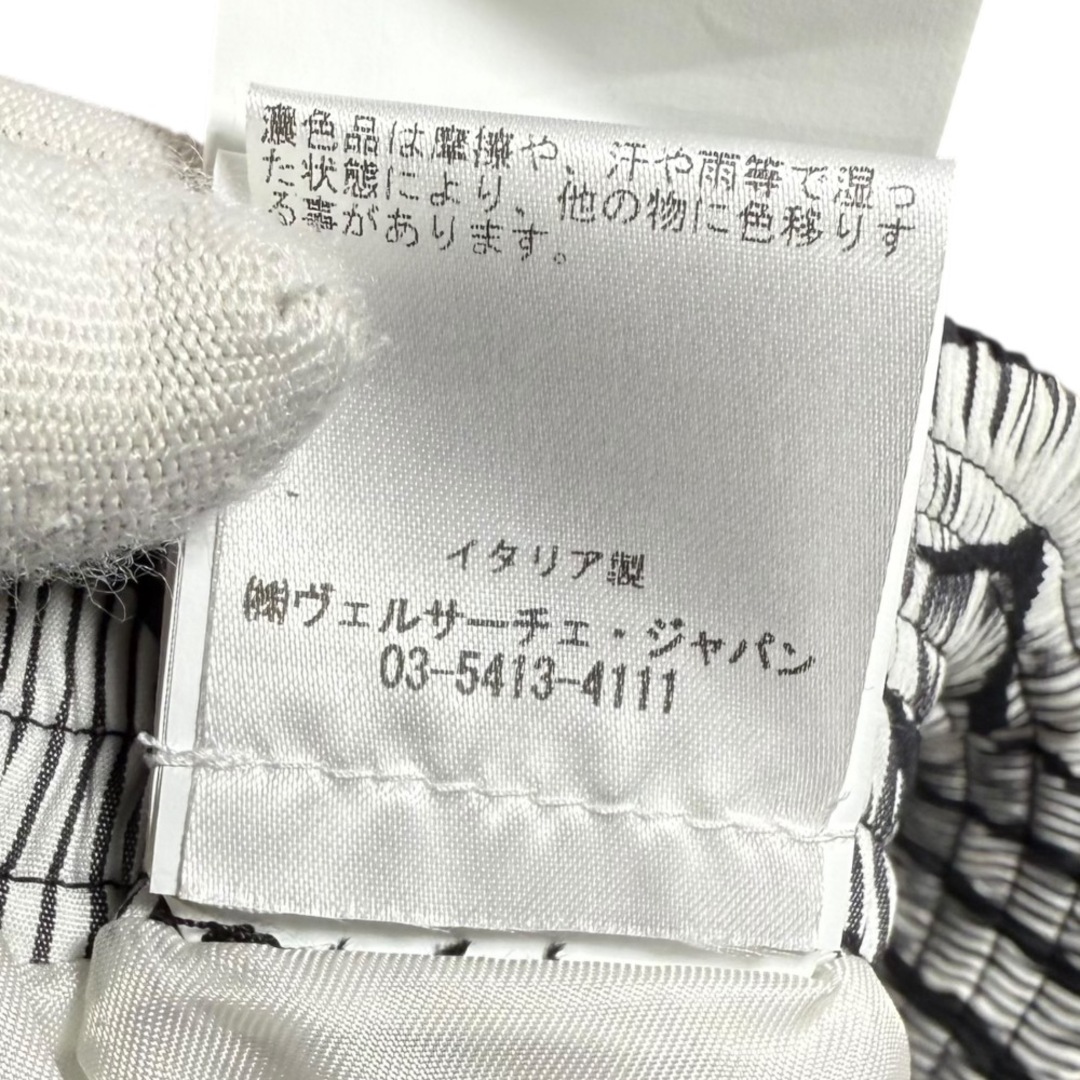 濃色品は摩擦や、汗や雨等で湿っ
た状態により、他の物に色移りす
る事があります。
イタリア製
㈱ヴェルサーチェ・ジャパン
03-5413-4111